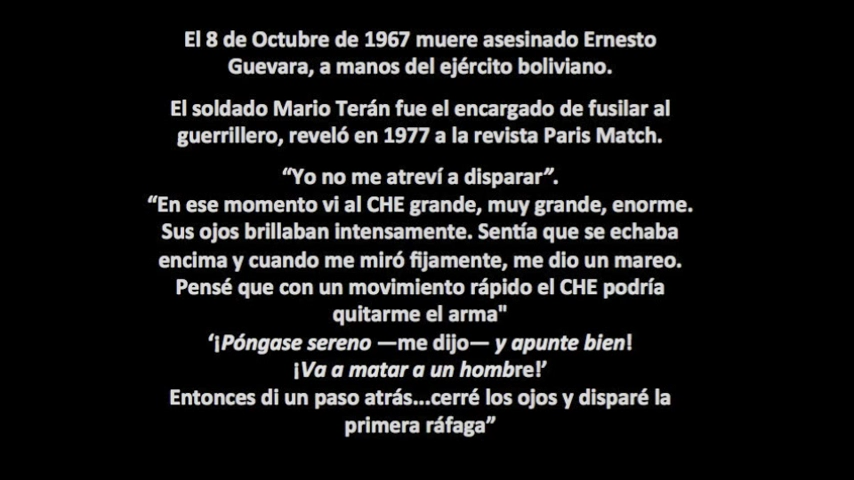 El 8 de Octubre de 1967 muere asesinado Ernesto
Guevara, a manos del ejército boliviano.
El soldado Mario Terán fue el encargado de fusilar al
guerrillero, reveló en 1977 a la revista Paris Match.
“Yo no me atreví a disparar”.
“En ese momento vi al CHE grande, muy grande, enorme.
Sus ojos brillaban intensamente. Sentía que se echaba
encima y cuando me miró fijamente, me dio un mareo.
Pensé que con un movimiento rápido el CHE podría
quitarme el arma"
‘¡Póngase sereno —me dijo— y apunte bien!
¡Va a matar a un hombre!’
Entonces di un paso atrás...cerré los ojos y disparé la
primera ráfaga”